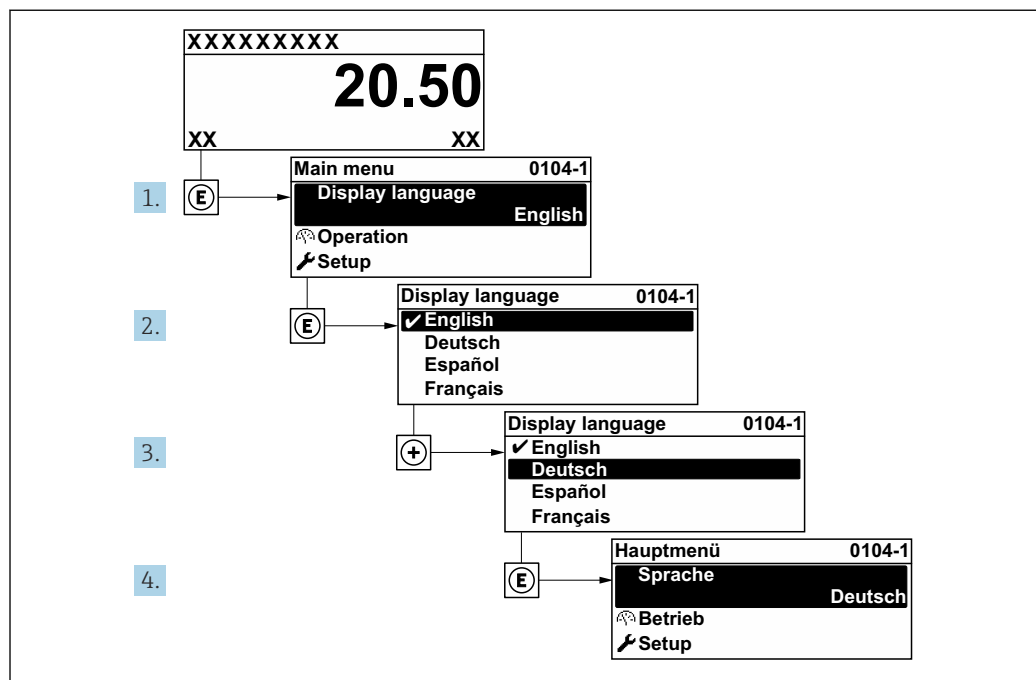 XXXXXXXXX
20.50
XX XX
1. E
Main menu 0104-1
Display language
English
Operation
Setup
2. E
Display language 0104-1
✔ English
Deutsch
Español
Français
3. +
Display language 0104-1
✔ English
Deutsch
Español
Français
4. E
Hauptmenü 0104-1
Sprache
Deutsch
Betrieb
Setup